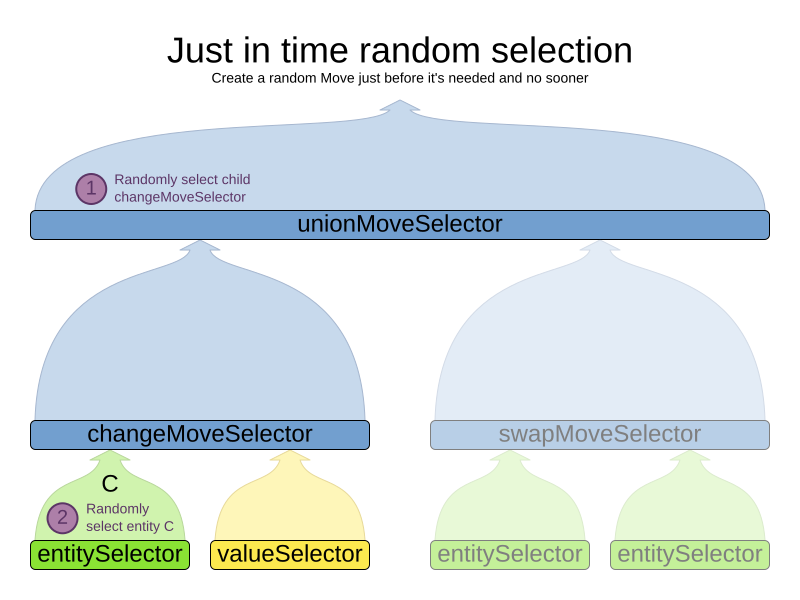 Just in time random selection
Create a random Move just before it's needed and no sooner
1
Randomly select child
changeMoveSelector
unionMoveSelector
changeMoveSelector
swapMoveSelector
C
2
Randomly
select entity C
entitySelector
valueSelector
entitySelector
entitySelector